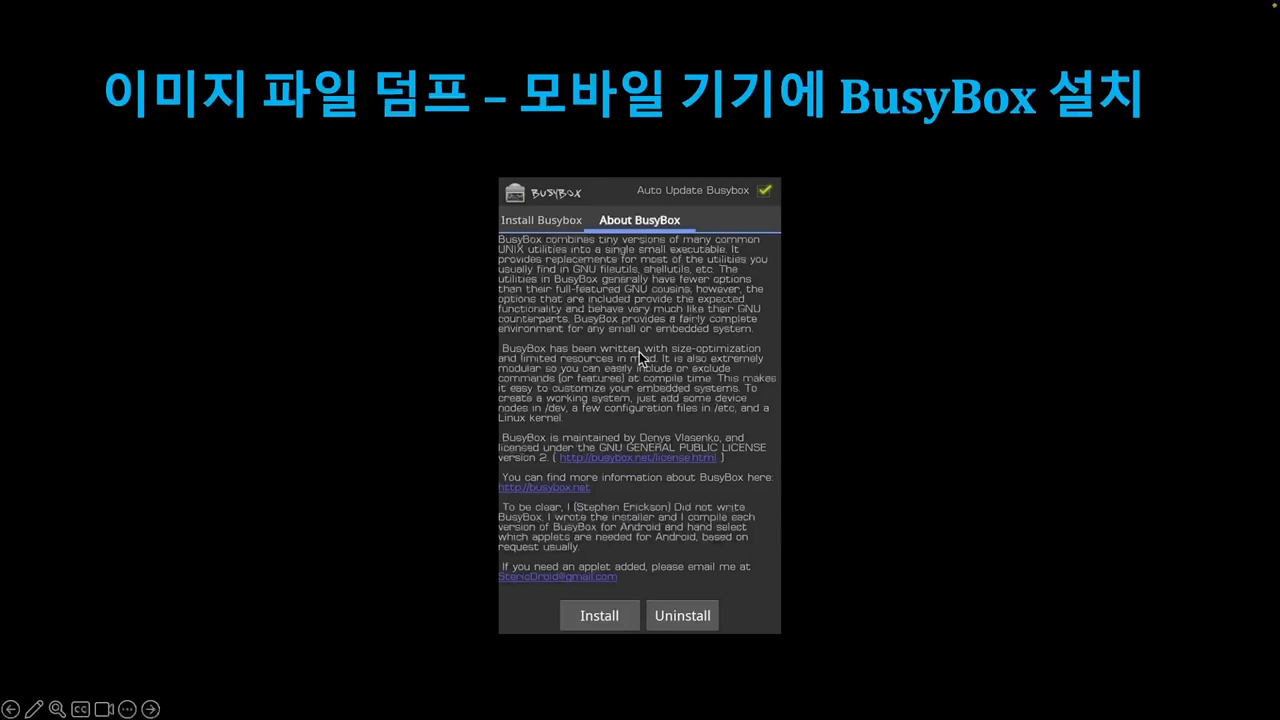 이미지 파일 덤프 – 모바일 기기에 BusyBox 설치
BUSYBOX
Auto Update Busybox
Install Busybox
About BusyBox
BusyBox combines tiny versions of many common
UNIX utilities into a single small executable. It
provides replacements for most of the utilities you
usually find in GNU fileutils, shellutils, etc. The
utilities in BusyBox generally have fewer options
than their full-featured GNU cousins; however, the
options that are included provide the expected
functionality and behave very much like their GNU
counterparts. BusyBox provides a fairly complete
environment for any small or embedded system.
BusyBox has been written with size-optimization
and limited resources in mind. It is also extremely
modular so you can easily include or exclude
commands (or features) at compile time. This makes
it easy to customize your embedded systems. To
create a working system, just add some device
nodes in /dev, a few configuration files in /etc, and a
Linux kernel.
BusyBox is maintained by Denys Vlasenko, and
licensed under the GNU GENERAL PUBLIC LICENSE
version 2. ( http://busybox.net/license.html )
You can find more information about BusyBox here:
http://busybox.net
To be clear, I (Stephen Erickson) Did not write
BusyBox, I wrote the installer and I compile each
version of BusyBox for Android and hand select
which applets are needed for Android, based on
request usually.
If you need an applet added, please email me at
StericDroid@gmail.com
Install
Uninstall
CC